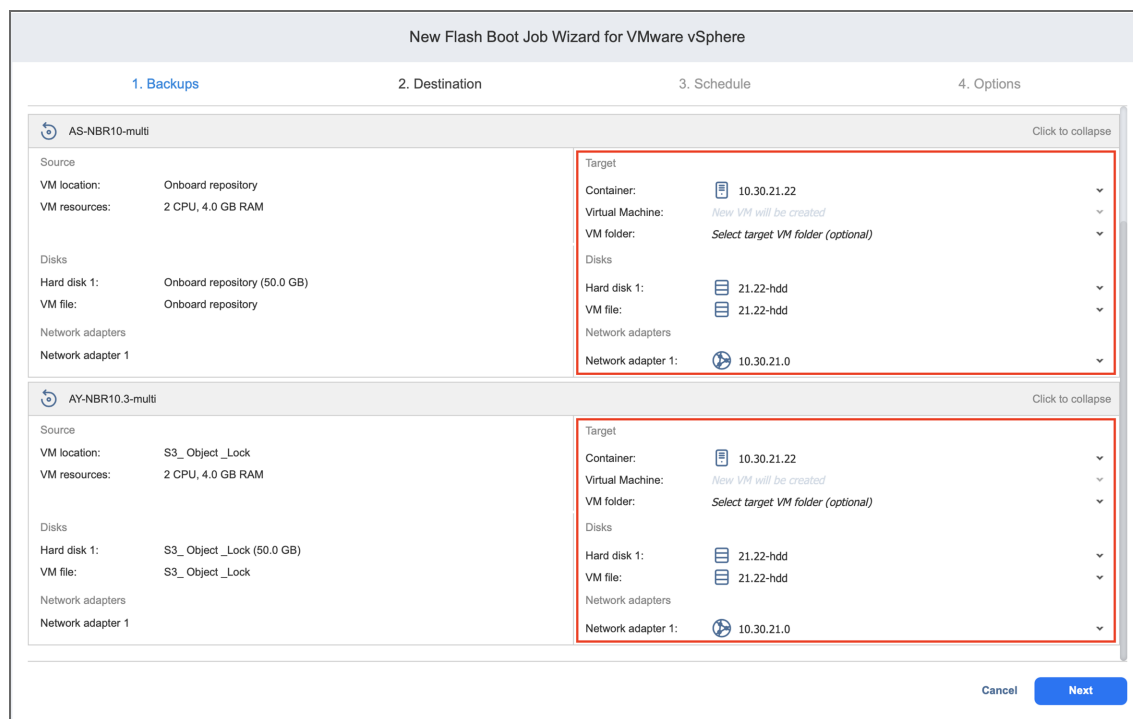 New Flash Boot Job Wizard for VMware vSphere
1. Backups 2. Destination 3. Schedule 4. Options
AS-NBR10-multi Click to collapse
Source
VM location: Onboard repository
VM resources: 2 CPU, 4.0 GB RAM
Disks
Hard disk 1: Onboard repository (50.0 GB)
VM file: Onboard repository
Network adapters
Network adapter 1
Target
Container: 10.30.21.22
Virtual Machine: New VM will be created
VM folder: Select target VM folder (optional)
Disks
Hard disk 1: 21.22-hdd
VM file: 21.22-hdd
Network adapters
Network adapter 1: 10.30.21.0
AY-NBR10.3-multi Click to collapse
Source
VM location: S3_ Object _Lock
VM resources: 2 CPU, 4.0 GB RAM
Disks
Hard disk 1: S3_ Object _Lock (50.0 GB)
VM file: S3_ Object _Lock
Network adapters
Network adapter 1
Target
Container: 10.30.21.22
Virtual Machine: New VM will be created
VM folder: Select target VM folder (optional)
Disks
Hard disk 1: 21.22-hdd
VM file: 21.22-hdd
Network adapters
Network adapter 1: 10.30.21.0
Cancel Next